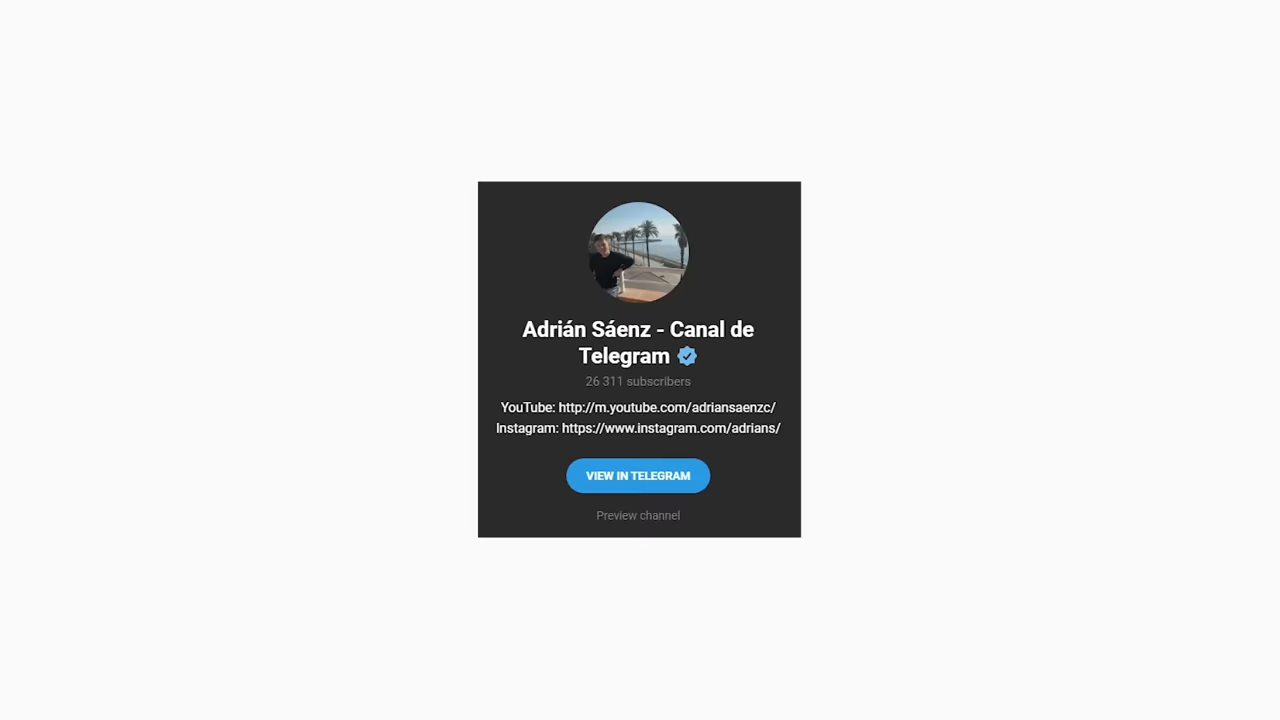 Adrián Sáenz - Canal de
Telegram
26 311 subscribers
YouTube: http://m.youtube.com/adriansaenzc/
Instagram: https://www.instagram.com/adrians/
VIEW IN TELEGRAM
Preview channel